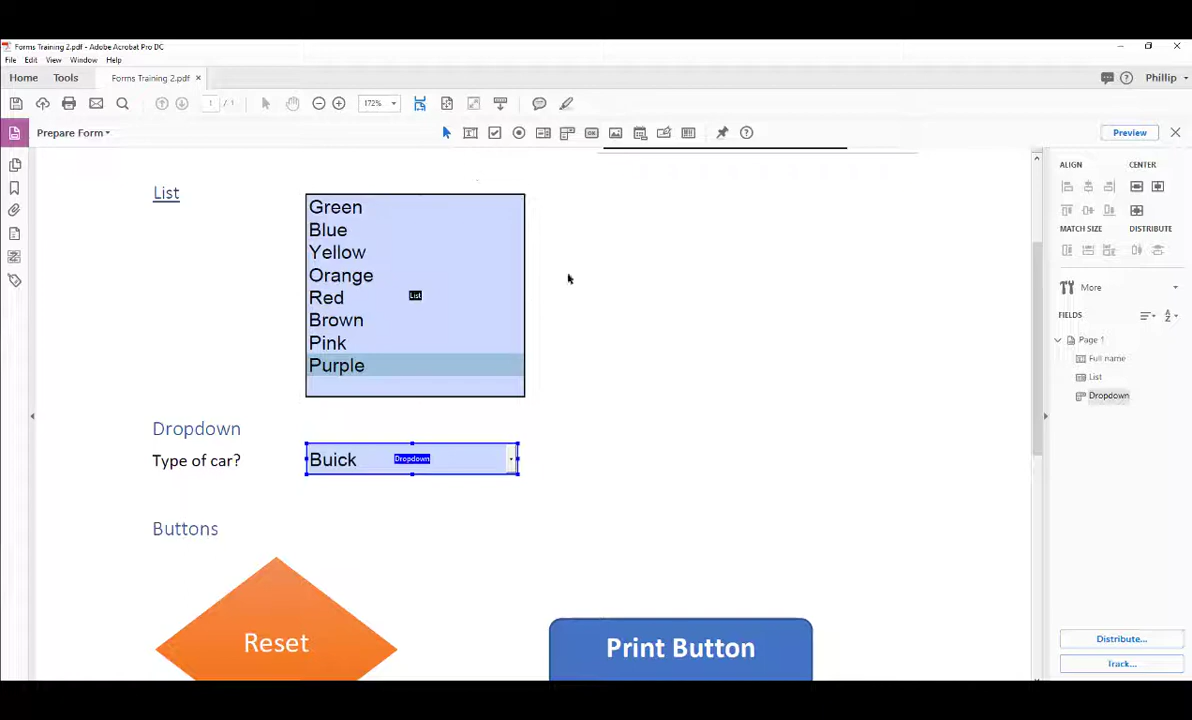 Forms Training 2.pdf - Adobe Acrobat Pro DC
File Edit View Window Help
Home Tools Forms Training 2.pdf × Phillip
1 / 1 172%
Prepare Form Preview
List
Green
Blue
Yellow
Orange
Red
List
Brown
Pink
Purple
Dropdown
Type of car?
Buick
Dropdown
Buttons
Reset
Print Button
ALIGN CENTER
MATCH SIZE DISTRIBUTE
More
FIELDS
Page 1
Full name
List
Dropdown
Distribute...
Track...